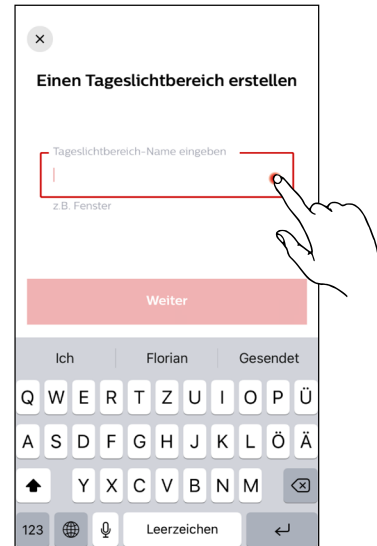 Einen Tageslichtbereich erstellen
Tageslichtbereich-Name eingeben
z.B. Fenster
Weiter
Ich Florian Gesendet
Q W E R T Z U I O P Ü
A S D F G H J K L Ö Ä
Y X C V B N M
123 Leerzeichen